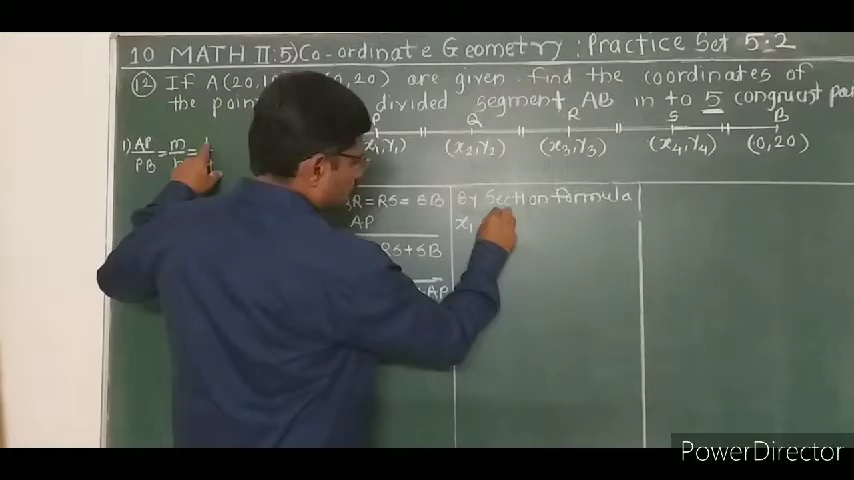 10 MATH II:5) Co-ordinate Geometry : Practice Set 5:2
(12) If A(20,10 0,20) are given find the coordinates of
the poin divided segment AB in to 5 congruent
P Q R S B
x1,Y1) (x2,Y2) (x3,Y3) (x4,Y4) (0,20)
1) AP/PB = m/ = 1/
R = RS = SB
AP
RS+SB
AP
By Section formula
x1
PowerDirector